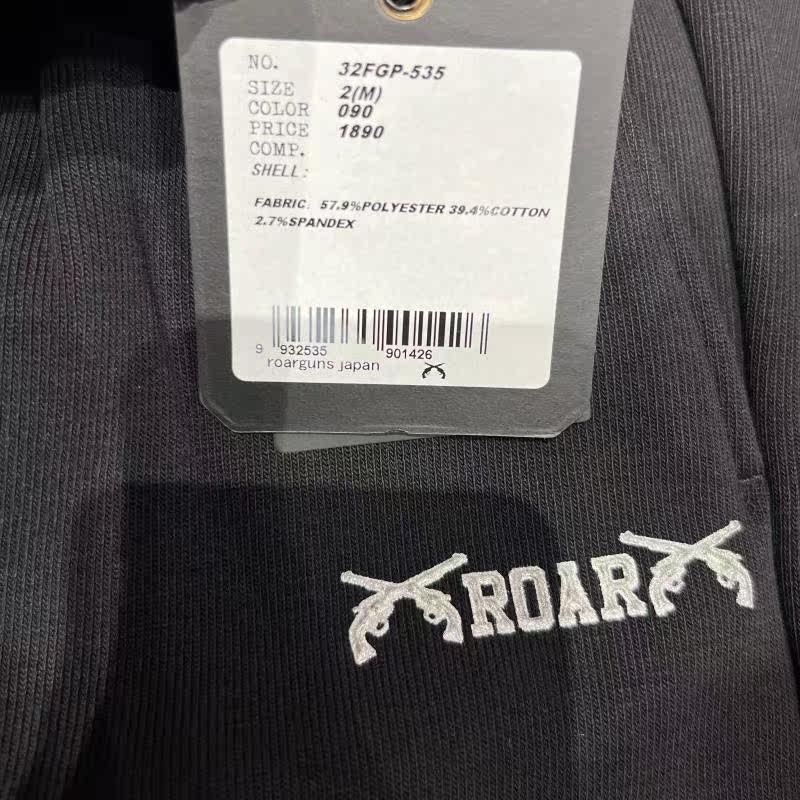 NO. 32FGP-535
SIZE 2(M)
COLOR 090
PRICE 1890
COMP.
SHELL:
FABRIC: 57.9%POLYESTER 39.4%COTTON
2.7%SPANDEX
9 932535 901426
roarguns japan
ROAR